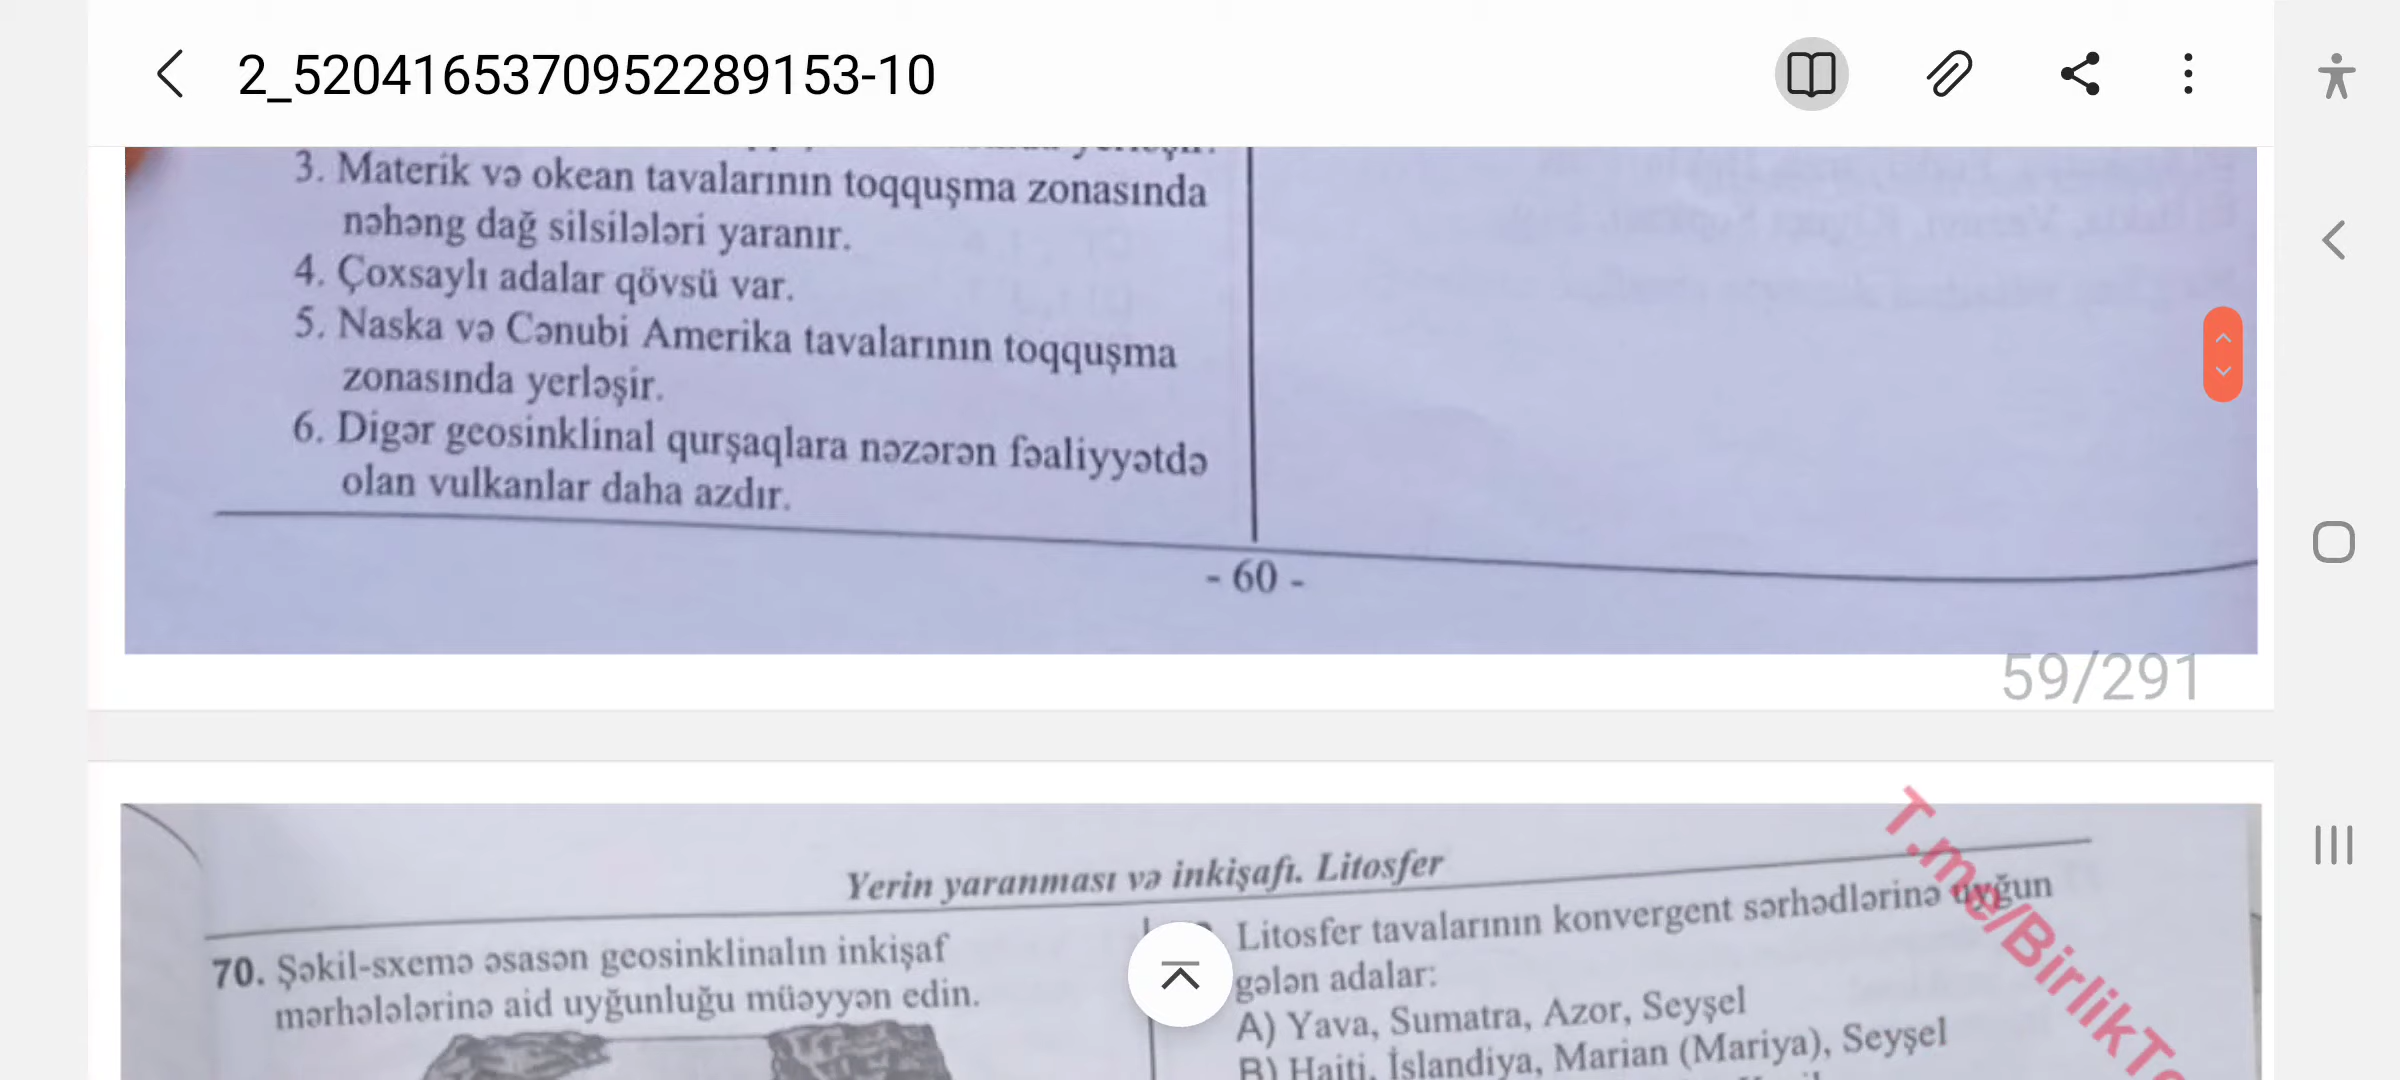 2_5204165370952289153-10
3. Materik və okean tavalarının toqquşma zonasında
nəhəng dağ silsilələri yaranır.
4. Çoxsaylı adalar qövsü var.
5. Naska və Cənubi Amerika tavalarının toqquşma
zonasında yerləşir.
6. Digər geosinklinal qurşaqlara nəzərən fəaliyyətdə
olan vulkanlar daha azdır.
- 60 -
59/291
Yerin yaranması və inkişafı. Litosfer
70. Şəkil-sxemə əsasən geosinklinalın inkişaf
mərhələlərinə aid uyğunluğu müəyyən edin.
Litosfer tavalarının konvergent sərhədlərinə uyğun
gələn adalar:
A) Yava, Sumatra, Azor, Seyşel
B) Haiti, İslandiya, Marian (Mariya), Seyşel
T.me/BirlikTe